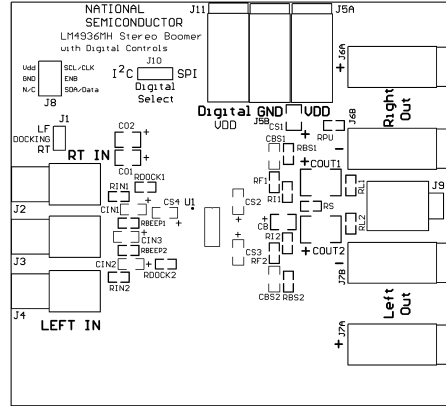 NATIONAL
SEMICONDUCTOR
LM4936MH Stereo Boomer
with Digital Controls
J11
J5A
J10
I²C SPI
Digital
Select
Vdd SCL/CLK
GND ENB
N/C SDA/Data
J8
J6A
+
Right
Out
Digital GND VDD
VDD
J5B
CS1
J6B
J1
LF
DOCKING
RT
CO2
+
RT IN
CO1
+
CBS1
RBS1
+
RPU
-
RDOCK1
RF1
COUT1
RL1
J9
RIN1
RI1
J2
CIN1
CS4
U1
CS2
RS
RBEEP1
+
CB
RL2
CIN3
+
RI2
+
COUT2
J3
RBEEP2
CS3
RF2
CIN2
+
RDOCK2
J7B
-
RIN2
CBS2
RBS2
J4
LEFT IN
Left
Out
J7A
+